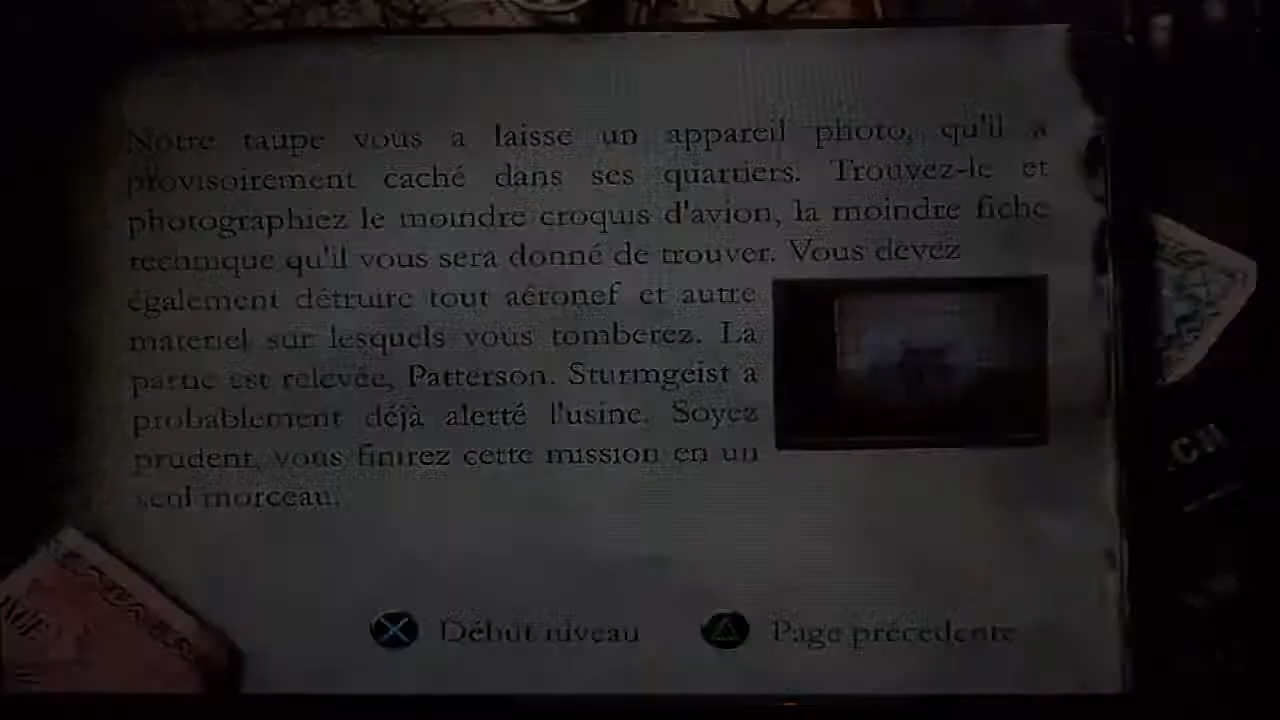 Notre taupe vous a laisse un appareil photo, qu'il a
provisoirement caché dans ses quartiers. Trouvez-le et
photographiez le moindre croquis d'avion, la moindre fiche
technique qu'il vous sera donné de trouver. Vous devez
également détruire tout aéronef et autre
materiel sur lesquels vous tomberez. La
partie est relevée, Patterson. Sturmgeist a
probablement déjà alerté l'usine. Soyez
prudent, vous finirez cette mission en un
seul morceau.
Début niveau
Page précedente